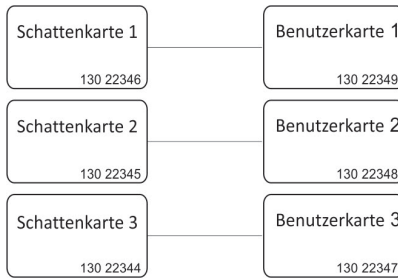 Schattenkarte 1
Benutzerkarte 1
130 22346
130 22349
Schattenkarte 2
Benutzerkarte 2
130 22345
130 22348
Schattenkarte 3
Benutzerkarte 3
130 22344
130 22347